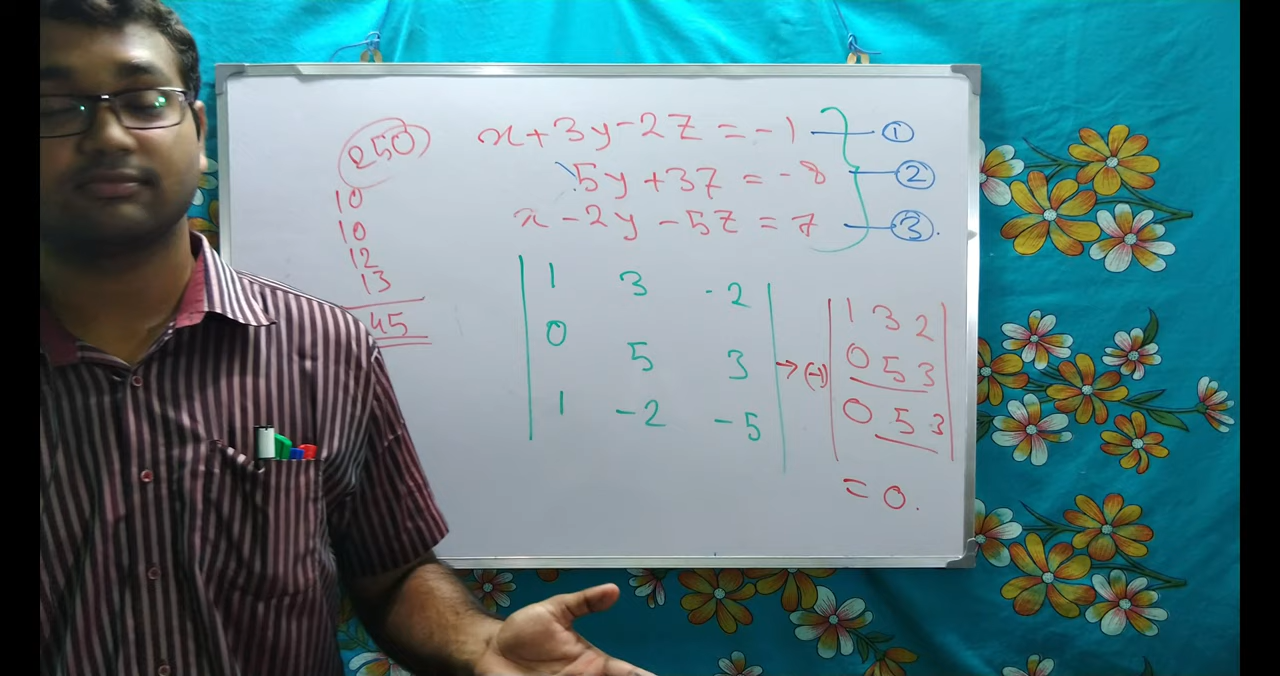 250
10
10
12
13
45
x+3y-2z = -1 ①
5y+3z = -8 ②
x-2y-5z = 7 ③.
1 3 -2
0 5 3
1 -2 -5
→ (-1)
1 3 2
0 5 3
0 5 3
= 0.